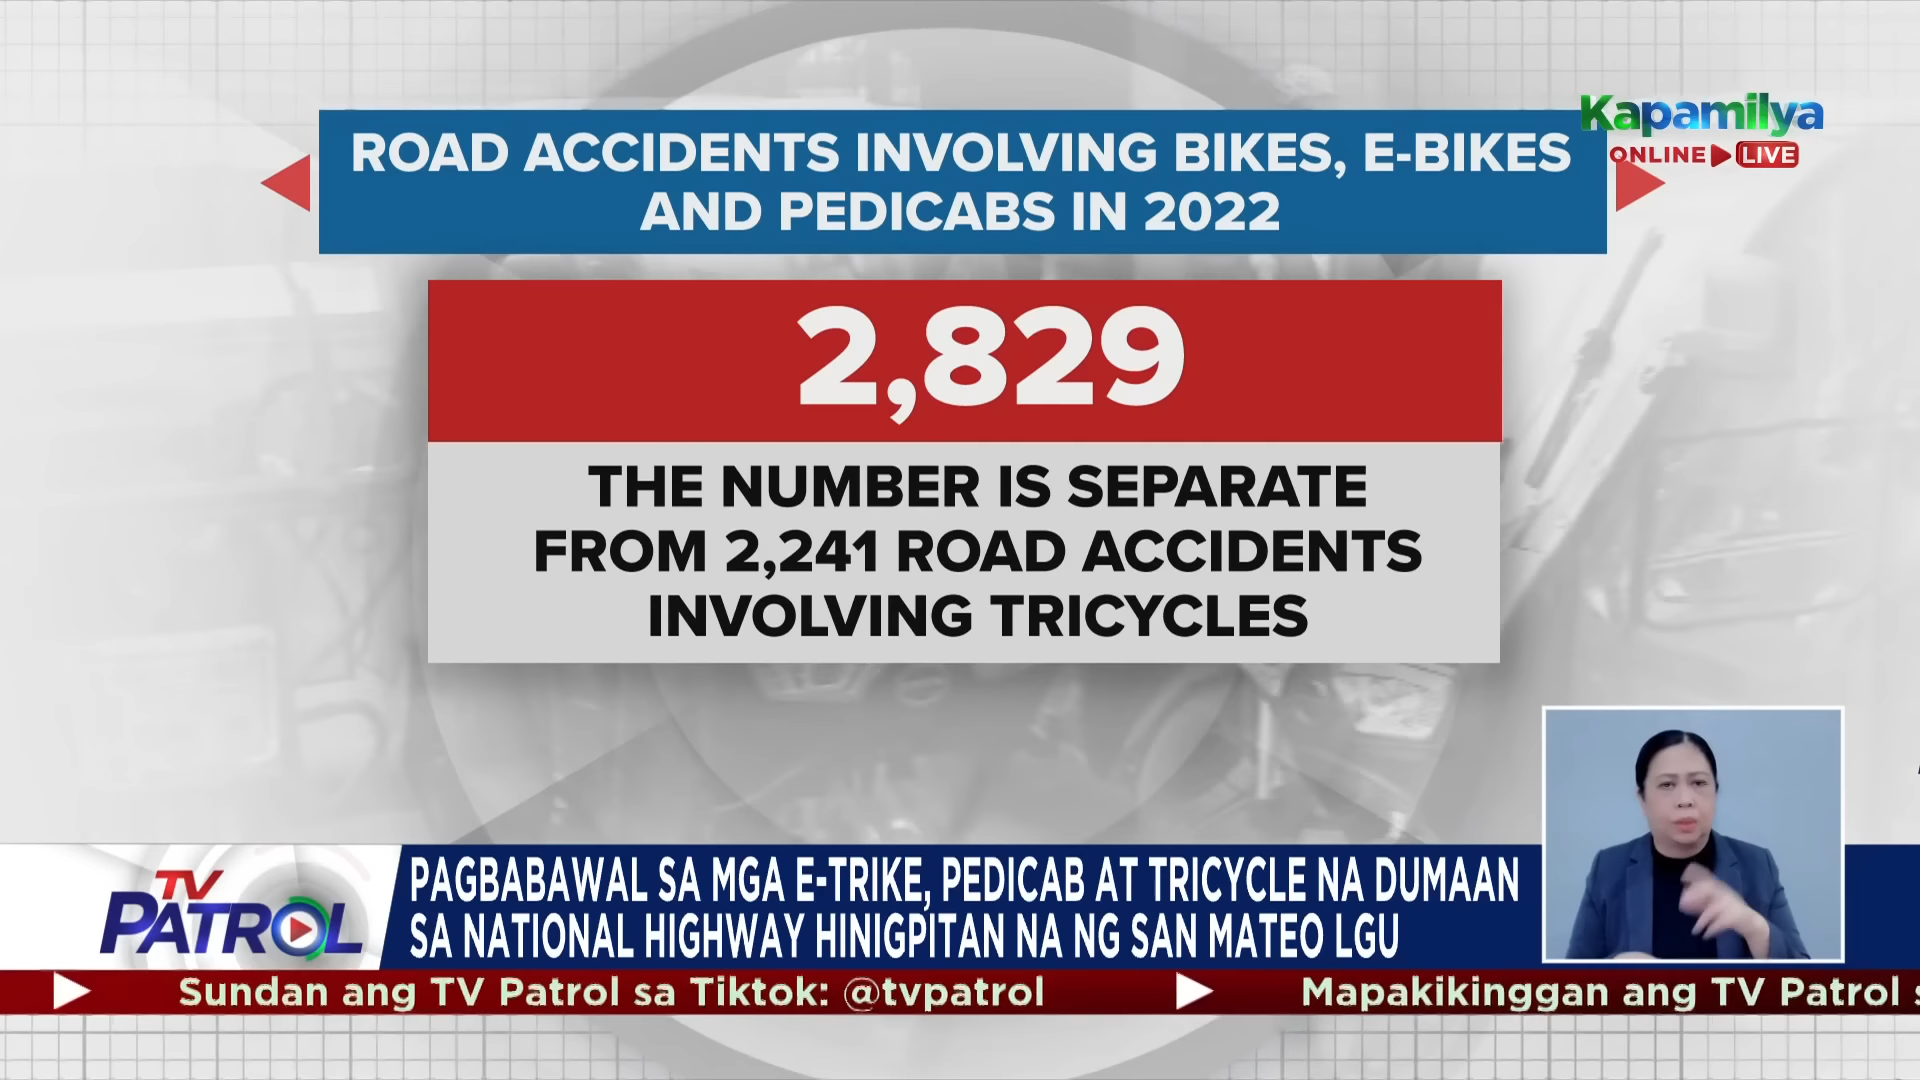 Kapamilya
ONLINE LIVE
ROAD ACCIDENTS INVOLVING BIKES, E-BIKES
AND PEDICABS IN 2022
2,829
THE NUMBER IS SEPARATE
FROM 2,241 ROAD ACCIDENTS
INVOLVING TRICYCLES
TV PATROL
PAGBABAWAL SA MGA E-TRIKE, PEDICAB AT TRICYCLE NA DUMAAN
SA NATIONAL HIGHWAY HINIGPITAN NA NG SAN MATEO LGU
Sundan ang TV Patrol sa Tiktok: @tvpatrol
Mapakikinggan ang TV Patrol